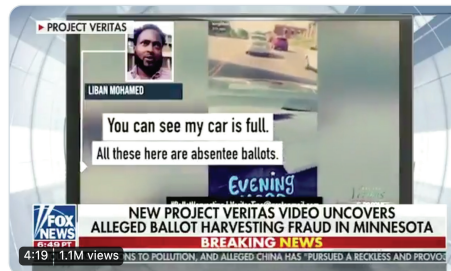 ▶ PROJECT VERITAS
LIBAN MOHAMED
You can see my car is full.
All these here are absentee ballots.
EVENING
NEW PROJECT VERITAS VIDEO UNCOVERS
ALLEGED BALLOT HARVESTING FRAUD IN MINNESOTA
FOX
NEWS
BREAKING NEWS
6:49 PT
4:19 1.1M views
NS TO POLLUTION, AND ALLEGED CHINA HAS "PURSUED A RECKLESS AND PROVOC